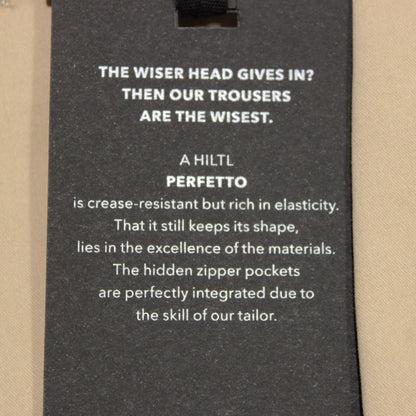 THE WISER HEAD GIVES IN?
THEN OUR TROUSERS
ARE THE WISEST.
A HILTL
PERFETTO
is crease-resistant but rich in elasticity.
That it still keeps its shape,
lies in the excellence of the materials.
The hidden zipper pockets
are perfectly integrated due to
the skill of our tailor.